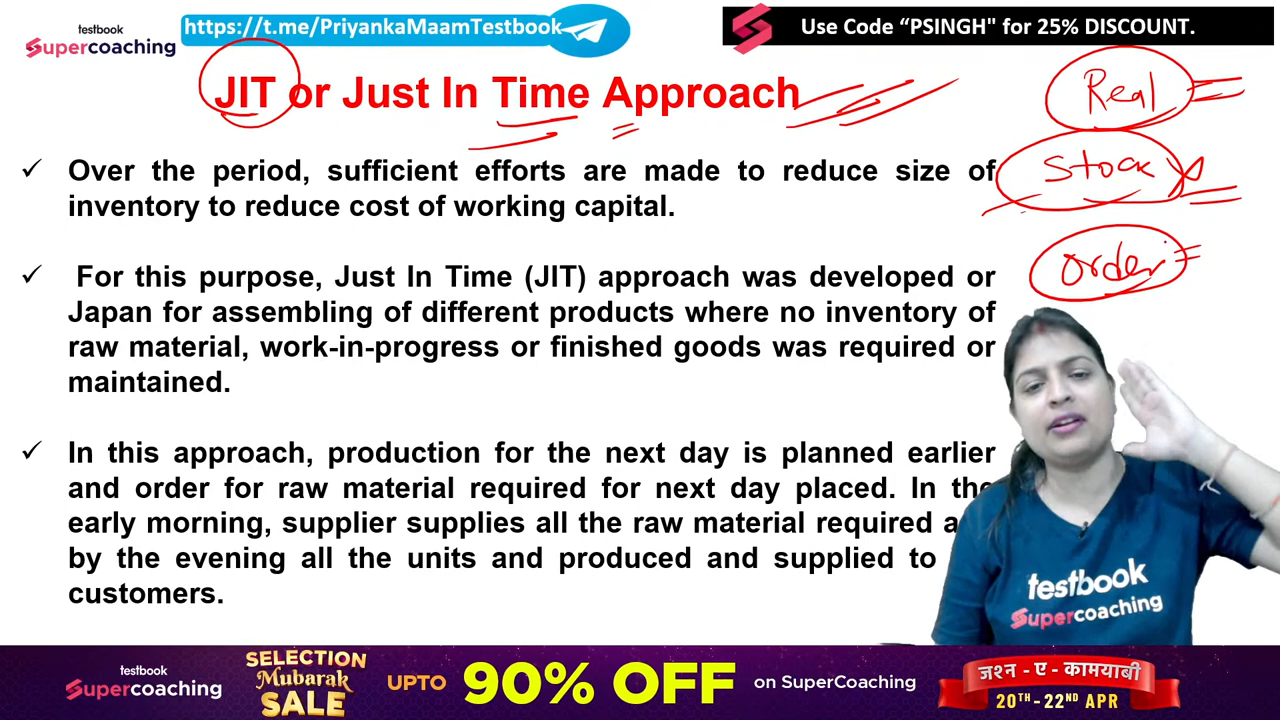 testbook
Supercoaching
https://t.me/PriyankaMaamTestbook
Use Code “PSINGH" for 25% DISCOUNT.
JIT or Just In Time Approach
Real
Stock
Order
✓ Over the period, sufficient efforts are made to reduce size of
inventory to reduce cost of working capital.
✓ For this purpose, Just In Time (JIT) approach was developed or
Japan for assembling of different products where no inventory of
raw material, work-in-progress or finished goods was required or
maintained.
✓ In this approach, production for the next day is planned earlier
and order for raw material required for next day placed. In the
early morning, supplier supplies all the raw material required
by the evening all the units and produced and supplied to
customers.
testbook
Supercoaching
testbook
Supercoaching
SELECTION
Mubarak
SALE
UPTO 90% OFF on SuperCoaching
जश्न - ए - कामयाबी
20TH - 22ND APR